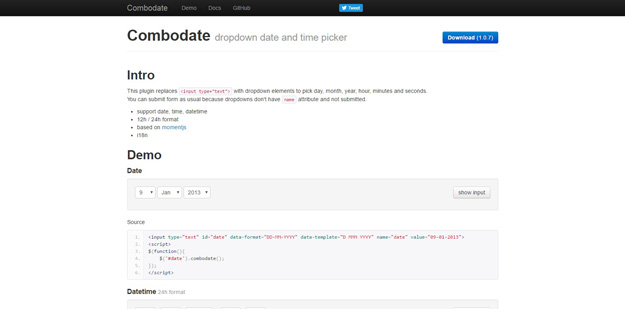 Combodate Demo Docs GitHub Tweet
Combodate dropdown date and time picker Download (1.0.7)
Intro
This plugin replaces <input type="text"> with dropdown elements to pick day, month, year, hour, minutes and seconds.
You can submit form as usual because dropdowns don't have name attribute and not submitted.
• support date, time, datetime
• 12h / 24h format
• based on momentjs
• i18n
Demo
Date
9 Jan 2013 show input
Source
1. <input type="text" id="date" data-format="DD-MM-YYYY" data-template="D MMM YYYY" name="date" value="09-01-2013">
2. <script>
3. $(function(){
4. $('#date').combodate();
5. });
6. </script>
Datetime 24h format